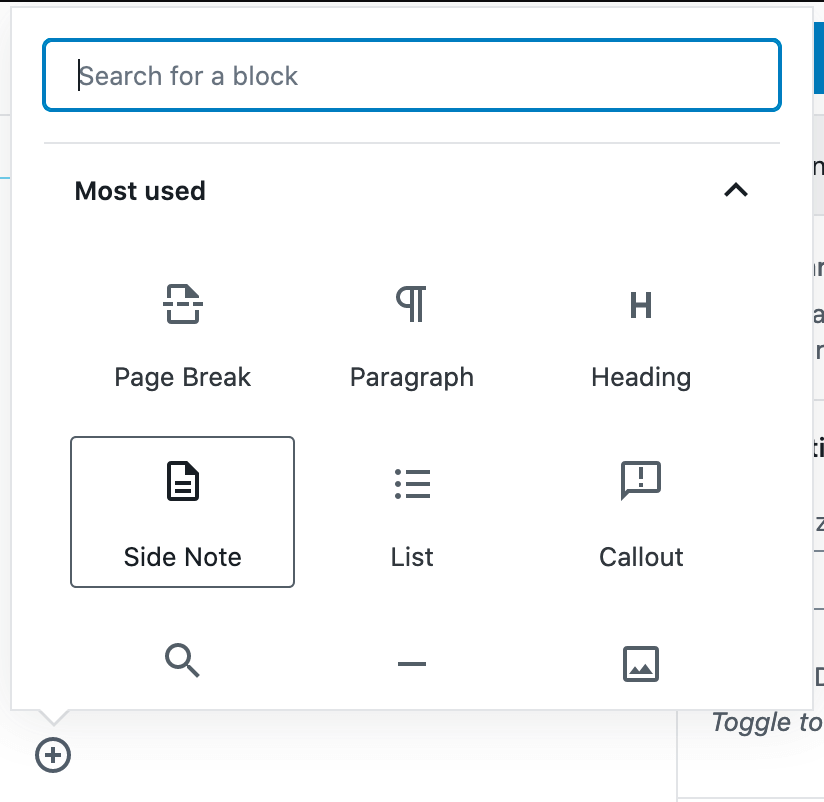 Search for a block
Most used
Page Break
Paragraph
Heading
Side Note
List
Callout
Toggle to